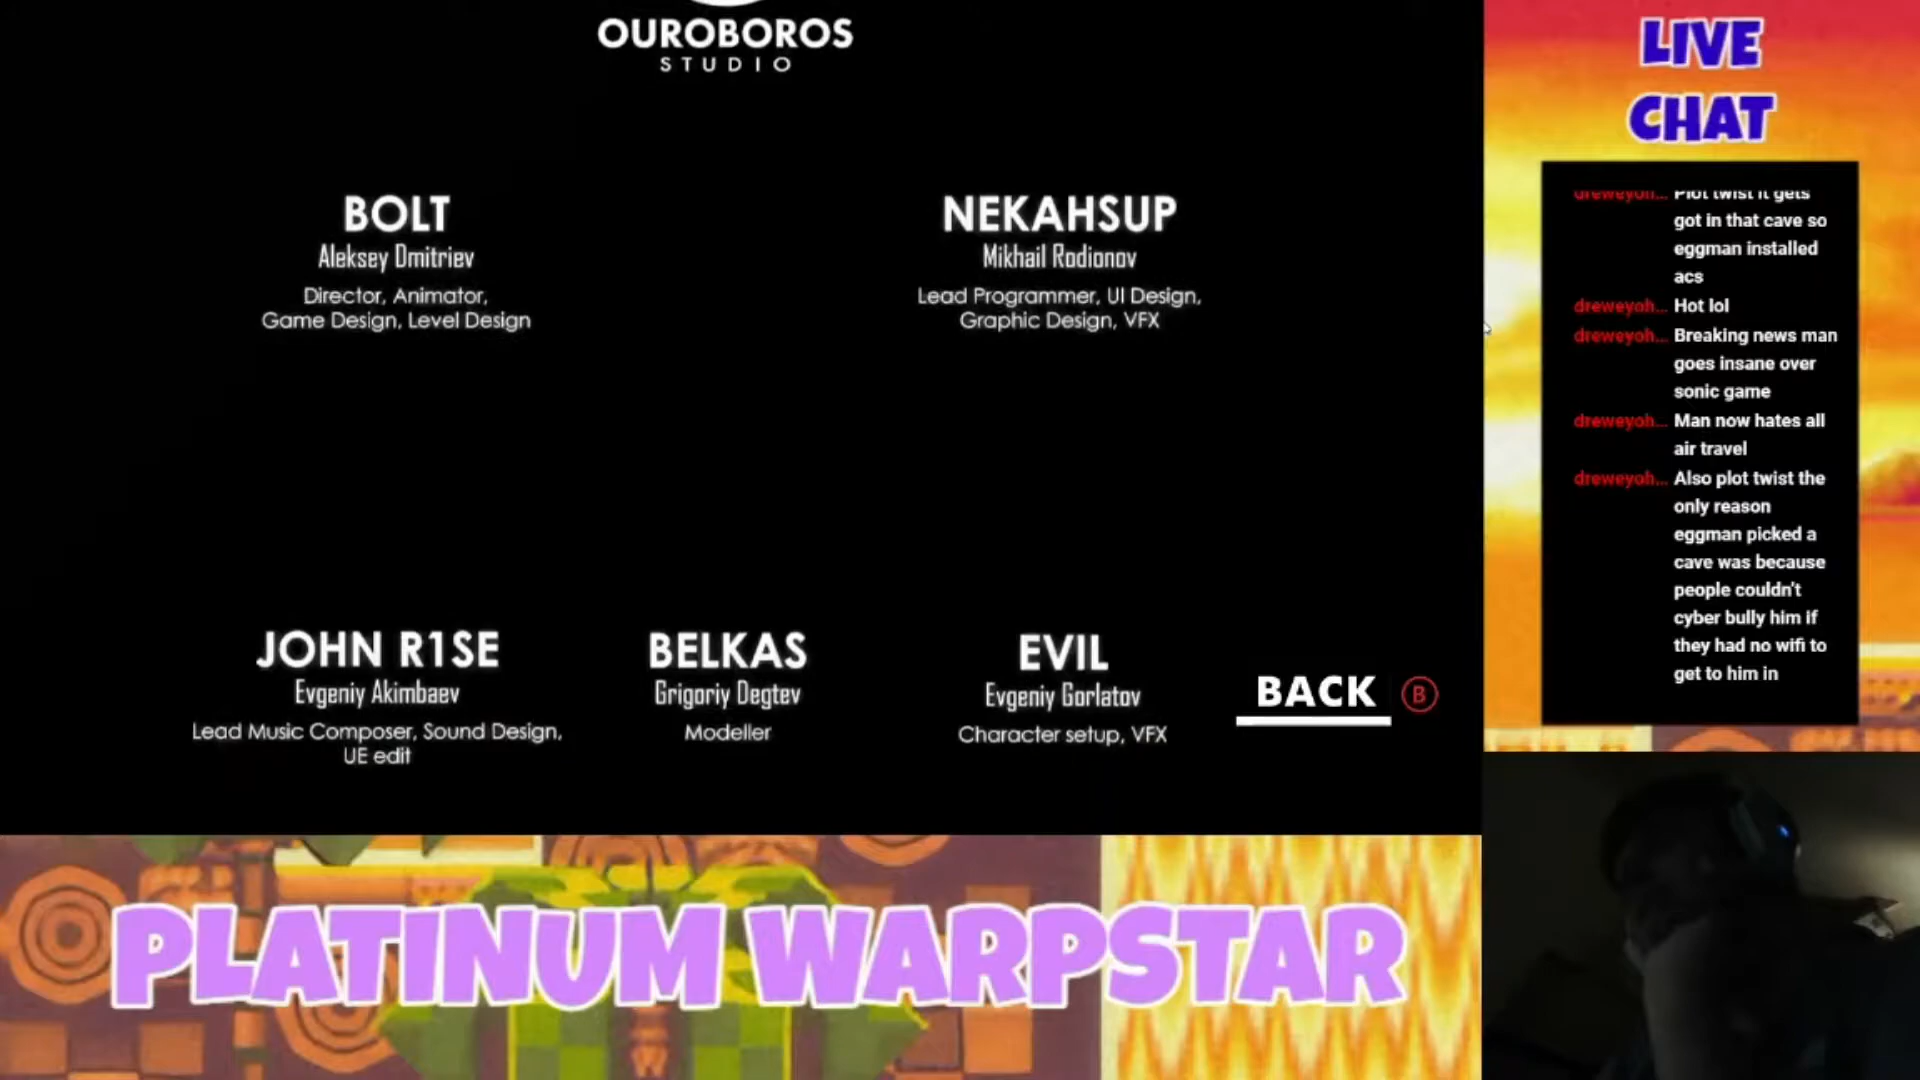 OUROBOROS
STUDIO
BOLT
Aleksey Dmitriev
Director, Animator,
Game Design, Level Design
NEKAHSUP
Mikhail Rodionov
Lead Programmer, UI Design,
Graphic Design, VFX
JOHN R1SE
Evgeniy Akimbaev
Lead Music Composer, Sound Design,
UE edit
BELKAS
Grigoriy Degtev
Modeller
EVIL
Evgeniy Gorlatov
Character setup, VFX
BACK B
PLATINUM WARPSTAR
LIVE
CHAT
dreweyoh... Plot twist it gets
got in that cave so
eggman installed
acs
dreweyoh... Hot lol
dreweyoh... Breaking news man
goes insane over
sonic game
dreweyoh... Man now hates all
air travel
dreweyoh... Also plot twist the
only reason
eggman picked a
cave was because
people couldn't
cyber bully him if
they had no wifi to
get to him in